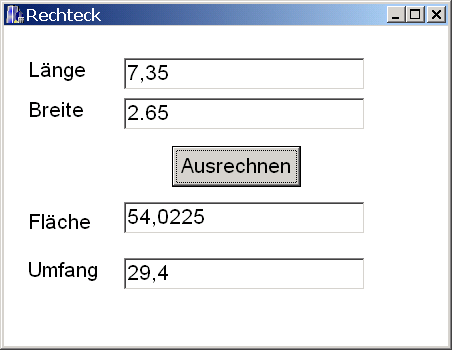 Rechteck
Länge 7,35
Breite 2.65
Ausrechnen
Fläche 54,0225
Umfang 29,4